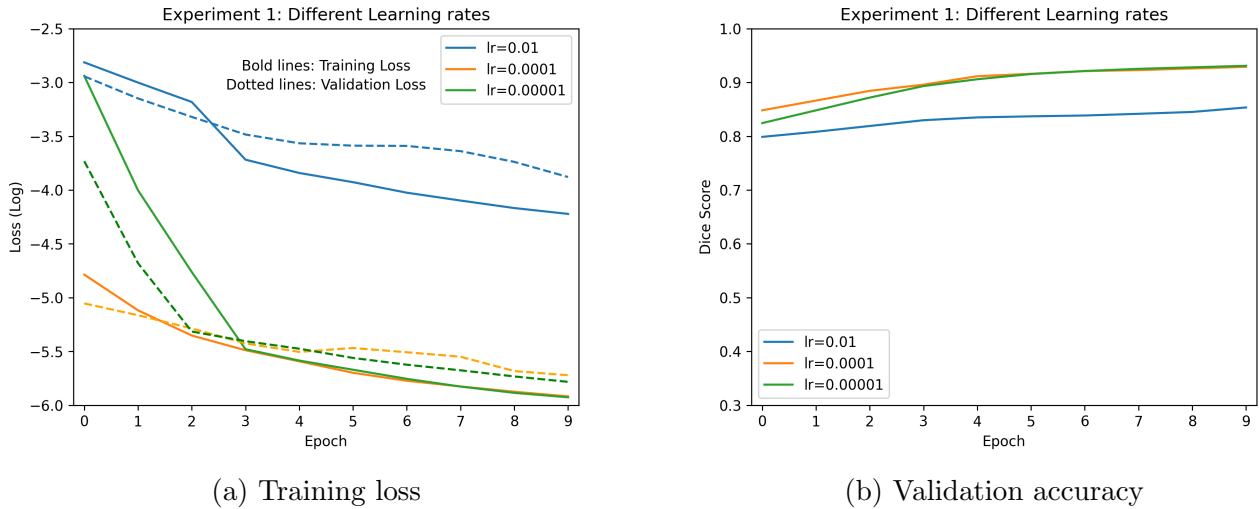 Experiment 1: Different Learning rates
−2.5
−3.0
−3.5
−4.0
−4.5
−5.0
−5.5
−6.0
Loss (Log)
Bold lines: Training Loss
Dotted lines: Validation Loss
lr=0.01
lr=0.0001
lr=0.00001
0 1 2 3 4 5 6 7 8 9
Epoch
(a) Training loss
Experiment 1: Different Learning rates
1.0
0.9
0.8
0.7
0.6
0.5
0.4
0.3
Dice Score
lr=0.01
lr=0.0001
lr=0.00001
0 1 2 3 4 5 6 7 8 9
Epoch
(b) Validation accuracy